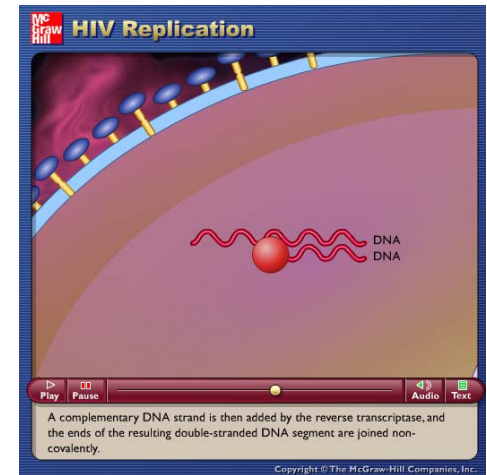 Mc
Graw
Hill
HIV Replication
DNA
DNA
Play Pause Audio Text
A complementary DNA strand is then added by the reverse transcriptase, and
the ends of the resulting double-stranded DNA segment are joined non-
covalently.
Copyright © The McGraw-Hill Companies, Inc.